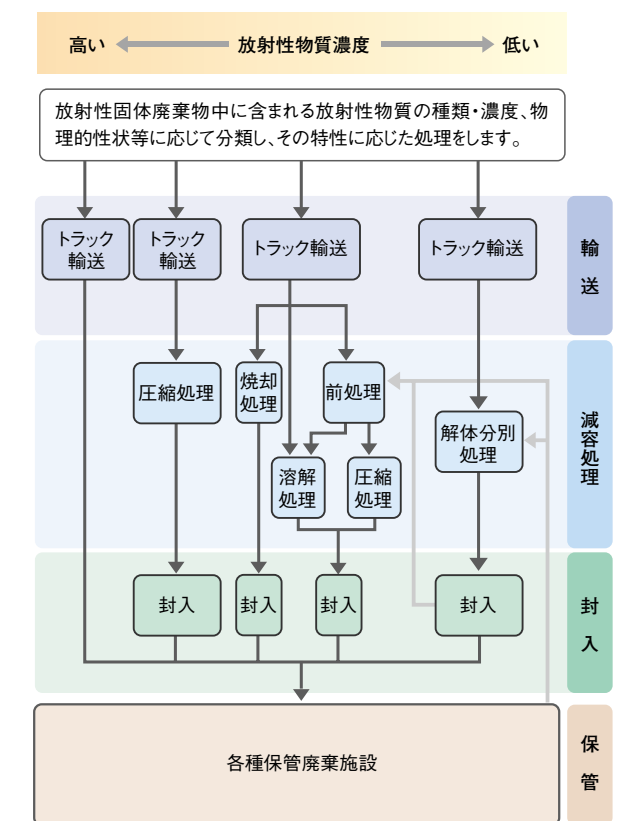 高い 放射性物質濃度 低い
放射性固体廃棄物中に含まれる放射性物質の種類・濃度、物
理的性状等に応じて分類し、その特性に応じた処理をします。
トラック
輸送
トラック
輸送
トラック輸送
トラック輸送
輸送
圧縮処理
焼却
処理
前処理
解体分別
処理
溶解
処理
圧縮
処理
減容処理
封入
封入
封入
封入
封入
各種保管廃棄施設
保管